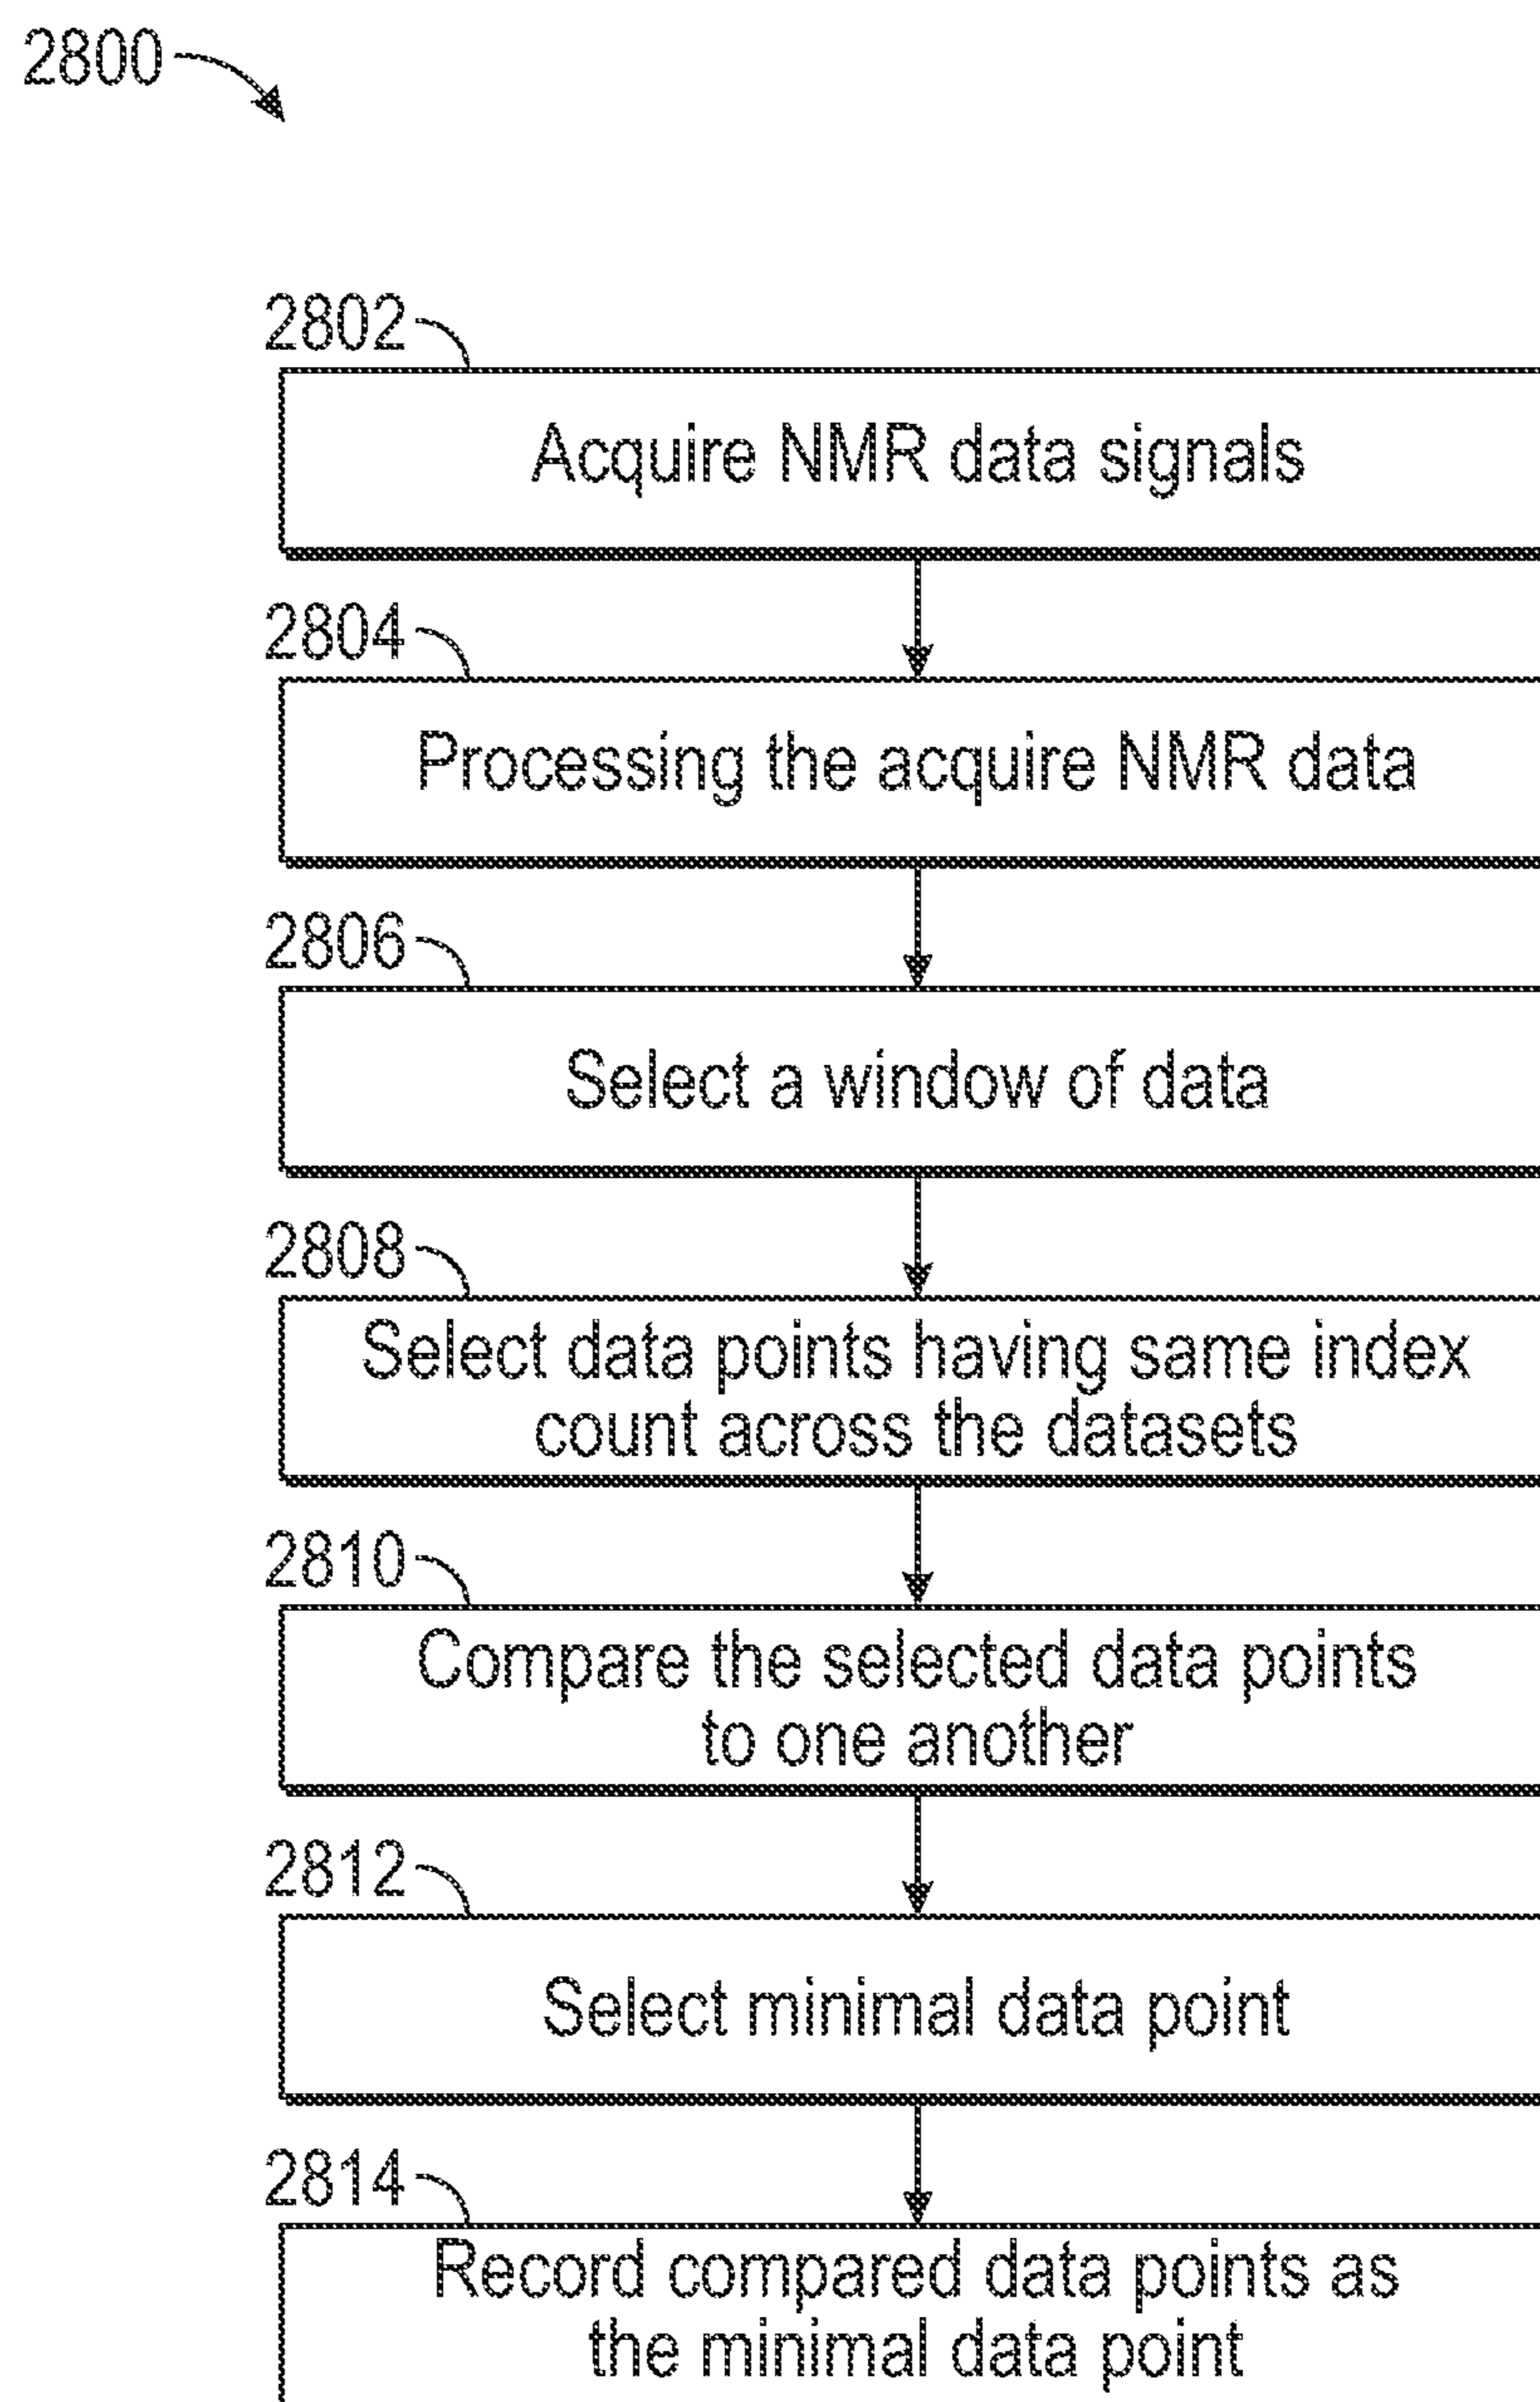 2800
2802
Acquire NMR data signals
2804
Processing the acquire NMR data
2806
Select a window of data
2808
Select data points having same index
count across the datasets
2810
Compare the selected data points
to one another
2812
Select minimal data point
2814
Record compared data points as
the minimal data point